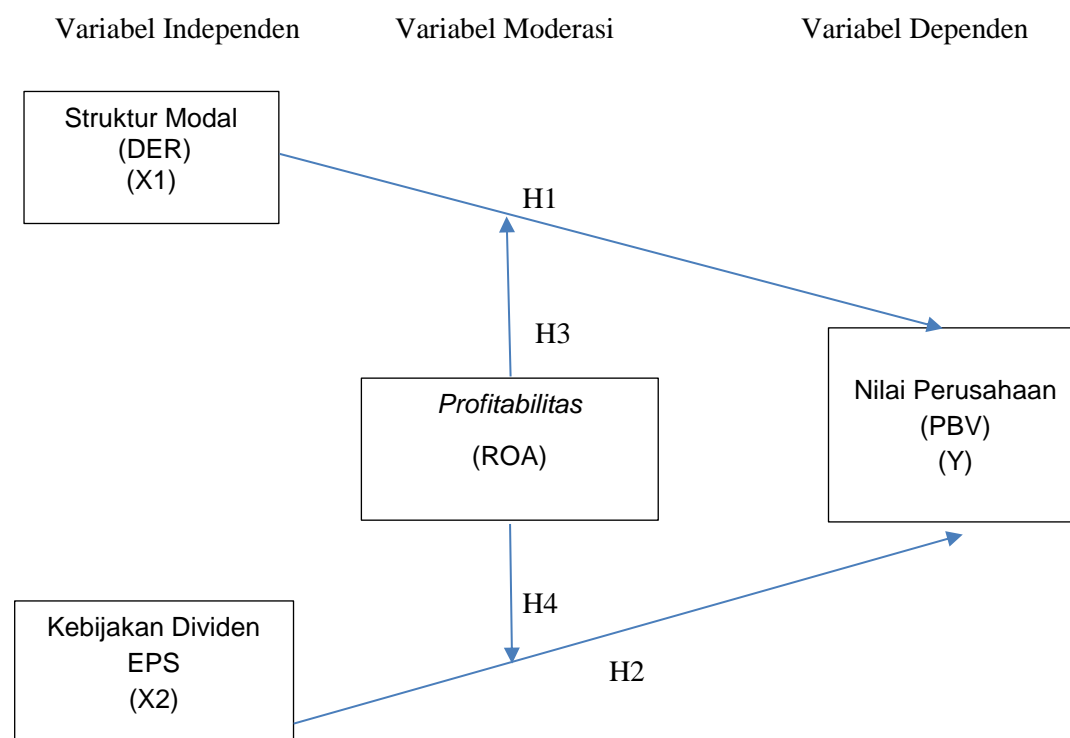 Variabel Independen
Variabel Moderasi
Variabel Dependen
Struktur Modal
(DER)
(X1)
H1
H3
Profitabilitas
(ROA)
Nilai Perusahaan
(PBV)
(Y)
H4
Kebijakan Dividen
EPS
(X2)
H2